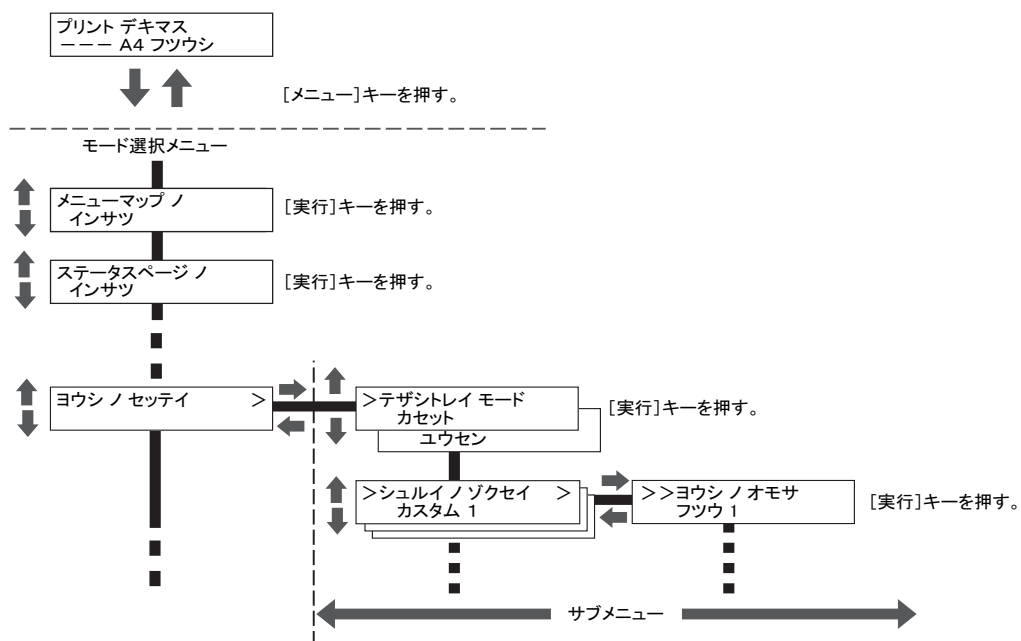 プリント デキマス
ーーー A4 フツウシ
[メニュー]キーを押す。
モード選択メニュー
メニューマップ ノ
インサツ
[実行]キーを押す。
ステータスページ ノ
インサツ
[実行]キーを押す。
ヨウシ ノ セッテイ >
>テザシトレイ モード
カセット
ユウセン
[実行]キーを押す。
>シュルイ ノ ゾクセイ >
カスタム 1
>>ヨウシ ノ オモサ
フツウ 1
[実行]キーを押す。
サブメニュー